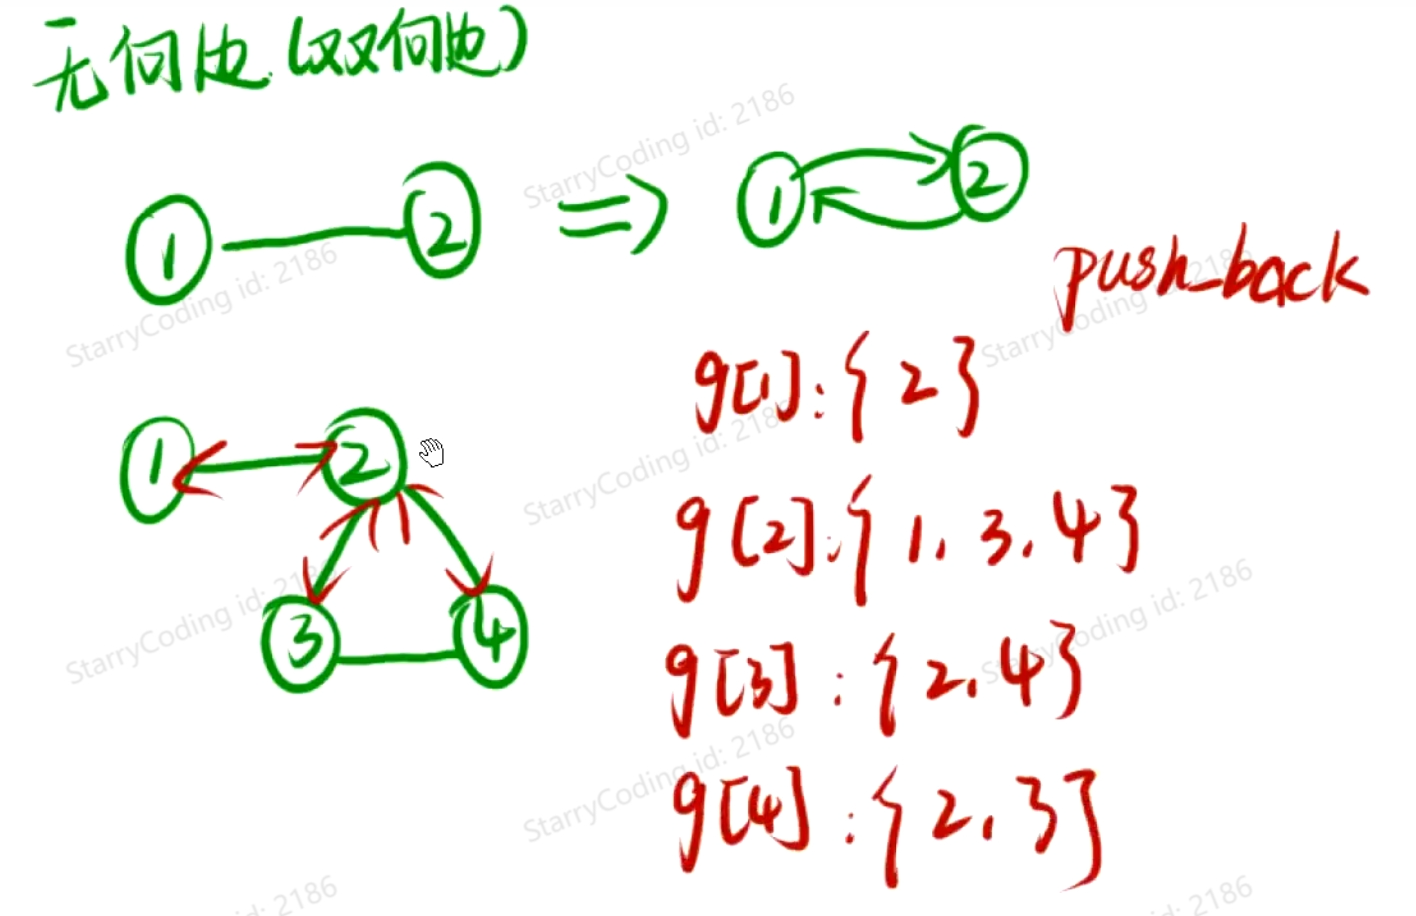 无向边(双向边)
StarryCoding id: 2186
1 2 ⇒ 1 2
StarryCoding id: 2186
push_back
StarryCoding id: 2186
g[1]:{2}
1 2
StarryCoding id: 2186
g[2]:{1,3,4}
3 4
StarryCoding id: 2186
StarryCoding id: 2186
g[3]:{2,4}
StarryCoding id: 2186
g[4]:{2,3}
id: 2186
id: 2186